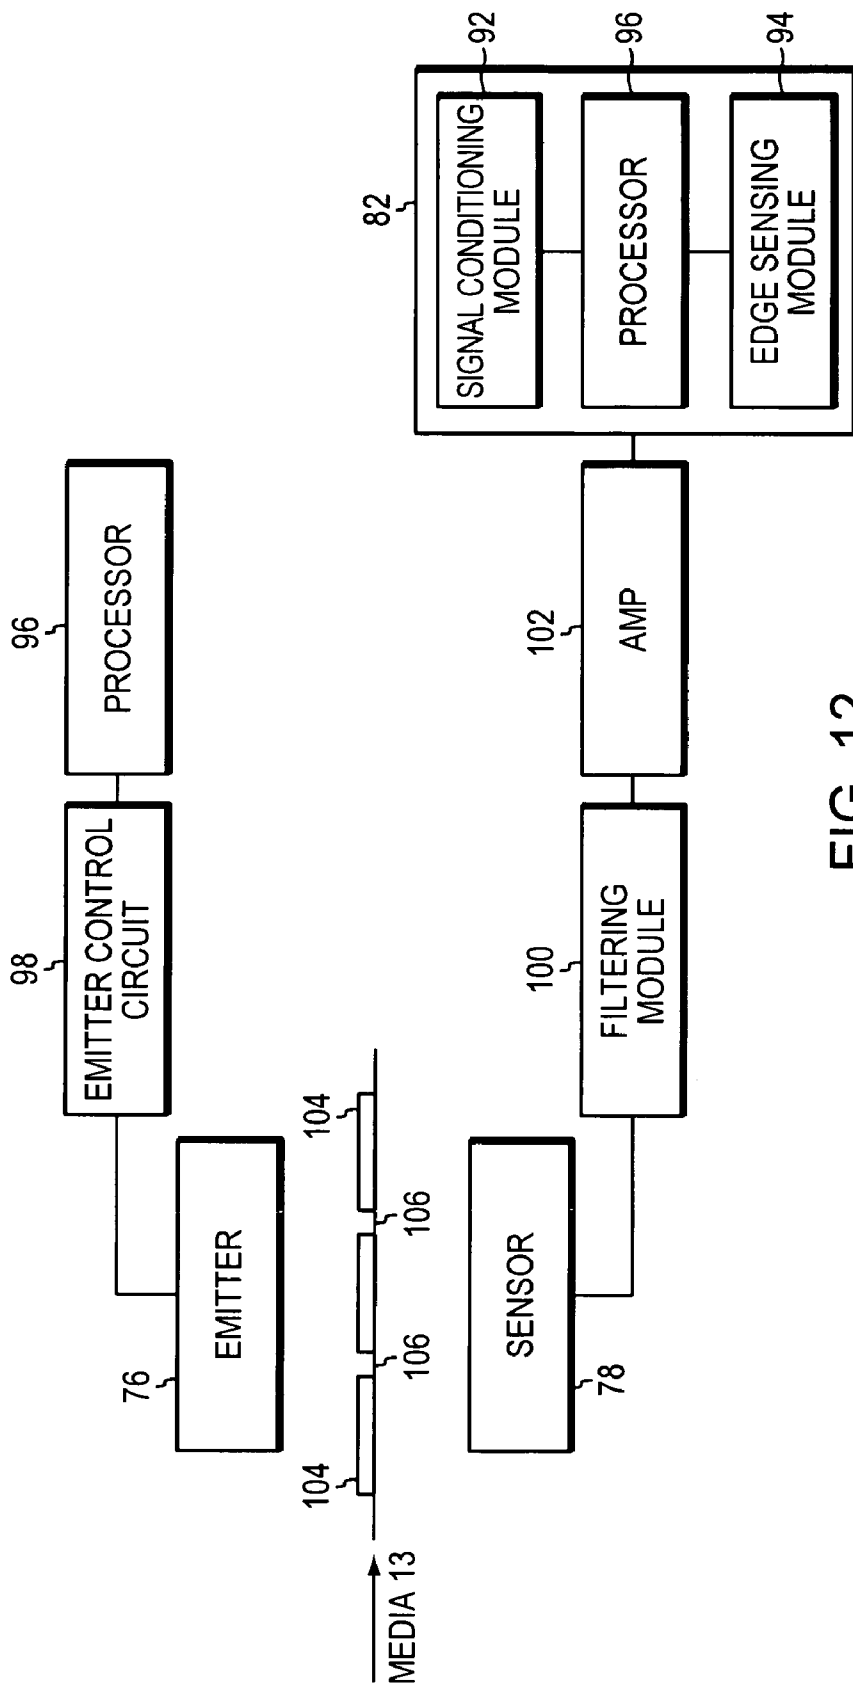 96
PROCESSOR
98
EMITTER CONTROL
CIRCUIT
76
EMITTER
104
106
106
104
MEDIA 13
SENSOR
78
100
FILTERING
MODULE
102
AMP
82
SIGNAL CONDITIONING
MODULE
92
PROCESSOR
96
EDGE SENSING
MODULE
94
FIG. 12